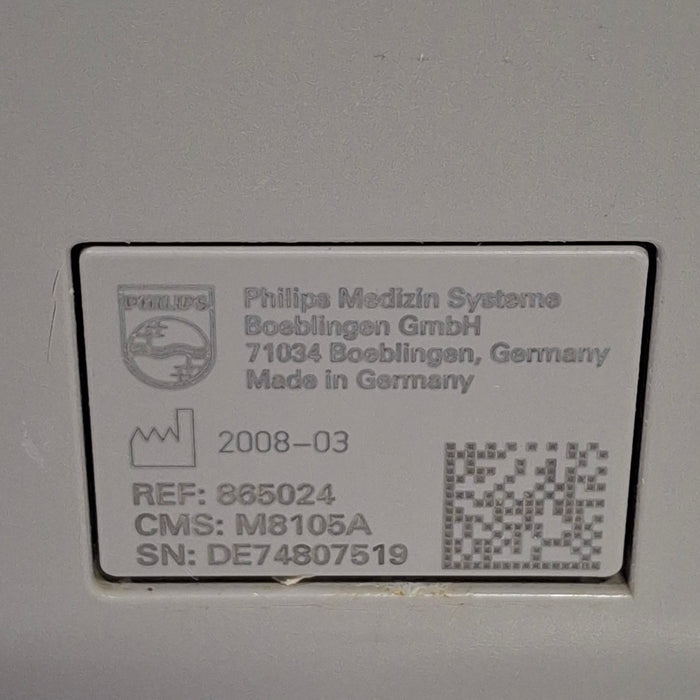 PHILIPS
Philips Medizin Systeme
Boeblingen GmbH
71034 Boeblingen, Germany
Made in Germany
2008-03
REF: 865024
CMS: M8105A
SN: DE74807519